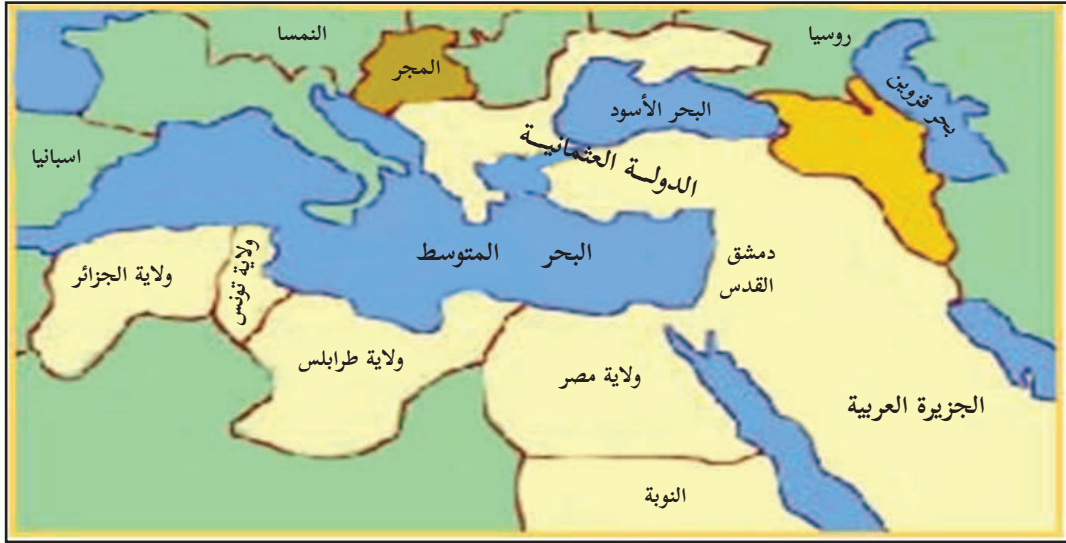 النمسا
روسيا
المجر
بحر قزوين
البحر الأسود
اسبانيا
الدولة العثمانية
البحر المتوسط
دمشق
القدس
ولاية الجزائر
ولاية تونس
ولاية طرابلس
ولاية مصر
الجزيرة العربية
النوبة